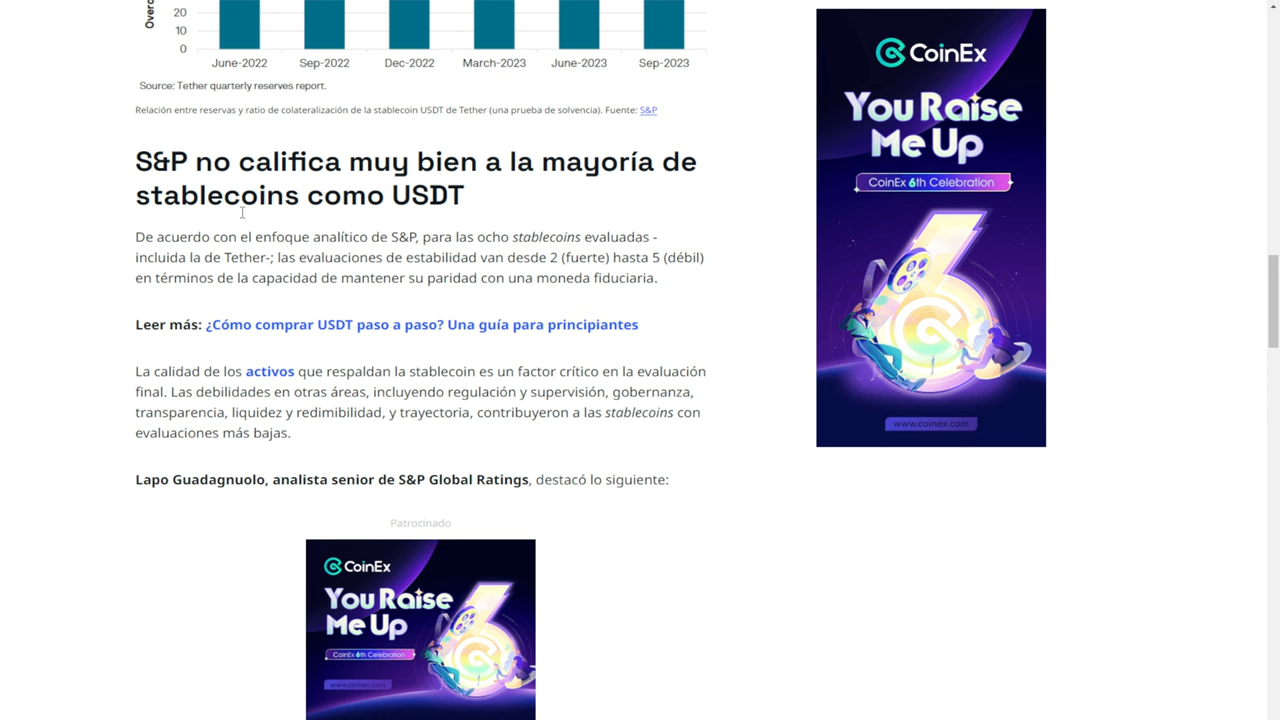 Overc
20
10
0
June-2022 Sep-2022 Dec-2022 March-2023 June-2023 Sep-2023
Source: Tether quarterly reserves report.
Relación entre reservas y ratio de colateralización de la stablecoin USDT de Tether (una prueba de solvencia). Fuente: S&P
S&P no califica muy bien a la mayoría de
stablecoins como USDT
De acuerdo con el enfoque analítico de S&P, para las ocho stablecoins evaluadas -
incluida la de Tether-; las evaluaciones de estabilidad van desde 2 (fuerte) hasta 5 (débil)
en términos de la capacidad de mantener su paridad con una moneda fiduciaria.
Leer más: ¿Cómo comprar USDT paso a paso? Una guía para principiantes
La calidad de los activos que respaldan la stablecoin es un factor crítico en la evaluación
final. Las debilidades en otras áreas, incluyendo regulación y supervisión, gobernanza,
transparencia, liquidez y redimibilidad, y trayectoria, contribuyeron a las stablecoins con
evaluaciones más bajas.
Lapo Guadagnuolo, analista senior de S&P Global Ratings, destacó lo siguiente:
Patrocinado
CoinEx
You Raise
Me Up
CoinEx 6th Celebration
www.coinex.com
CoinEx
You Raise
Me Up
CoinEx 6th Celebration
www.coinex.com